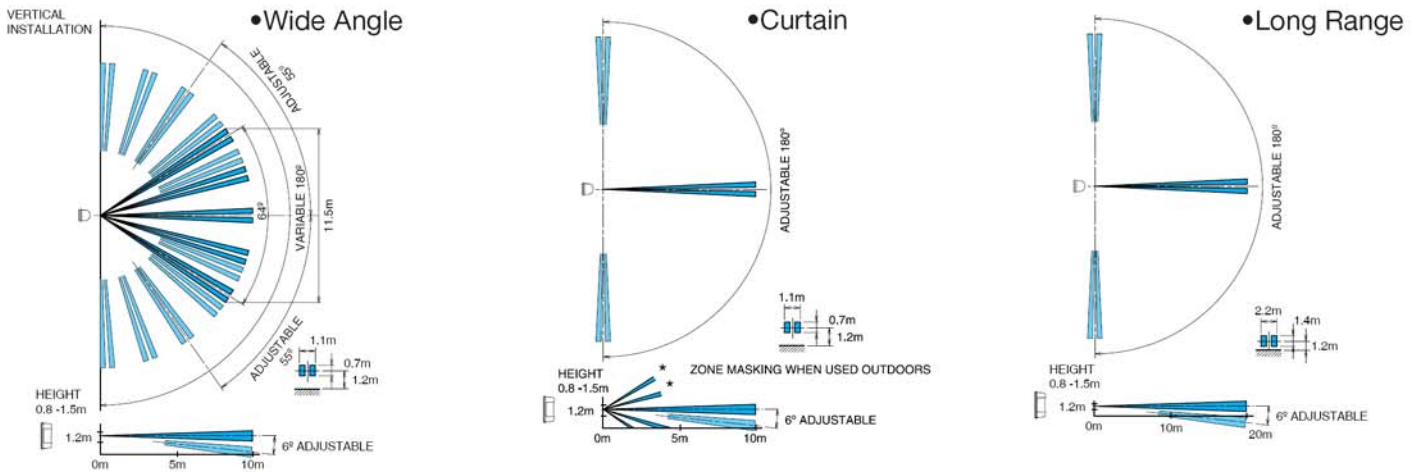 VERTICAL
INSTALLATION
•Wide Angle
ADJUSTABLE
55º
64º
VARIABLE 180º
11.5m
ADJUSTABLE
55º
1.1m
0.7m
1.2m
HEIGHT
0.8 -1.5m
1.2m
6º ADJUSTABLE
0m
5m
10m
•Curtain
ADJUSTABLE 180º
1.1m
0.7m
1.2m
★ ZONE MASKING WHEN USED OUTDOORS
★
HEIGHT
0.8 -1.5m
1.2m
6º ADJUSTABLE
0m
5m
10m
•Long Range
ADJUSTABLE 180º
2.2m
1.4m
1.2m
HEIGHT
0.8 -1.5m
1.2m
6º ADJUSTABLE
0m
10m
20m